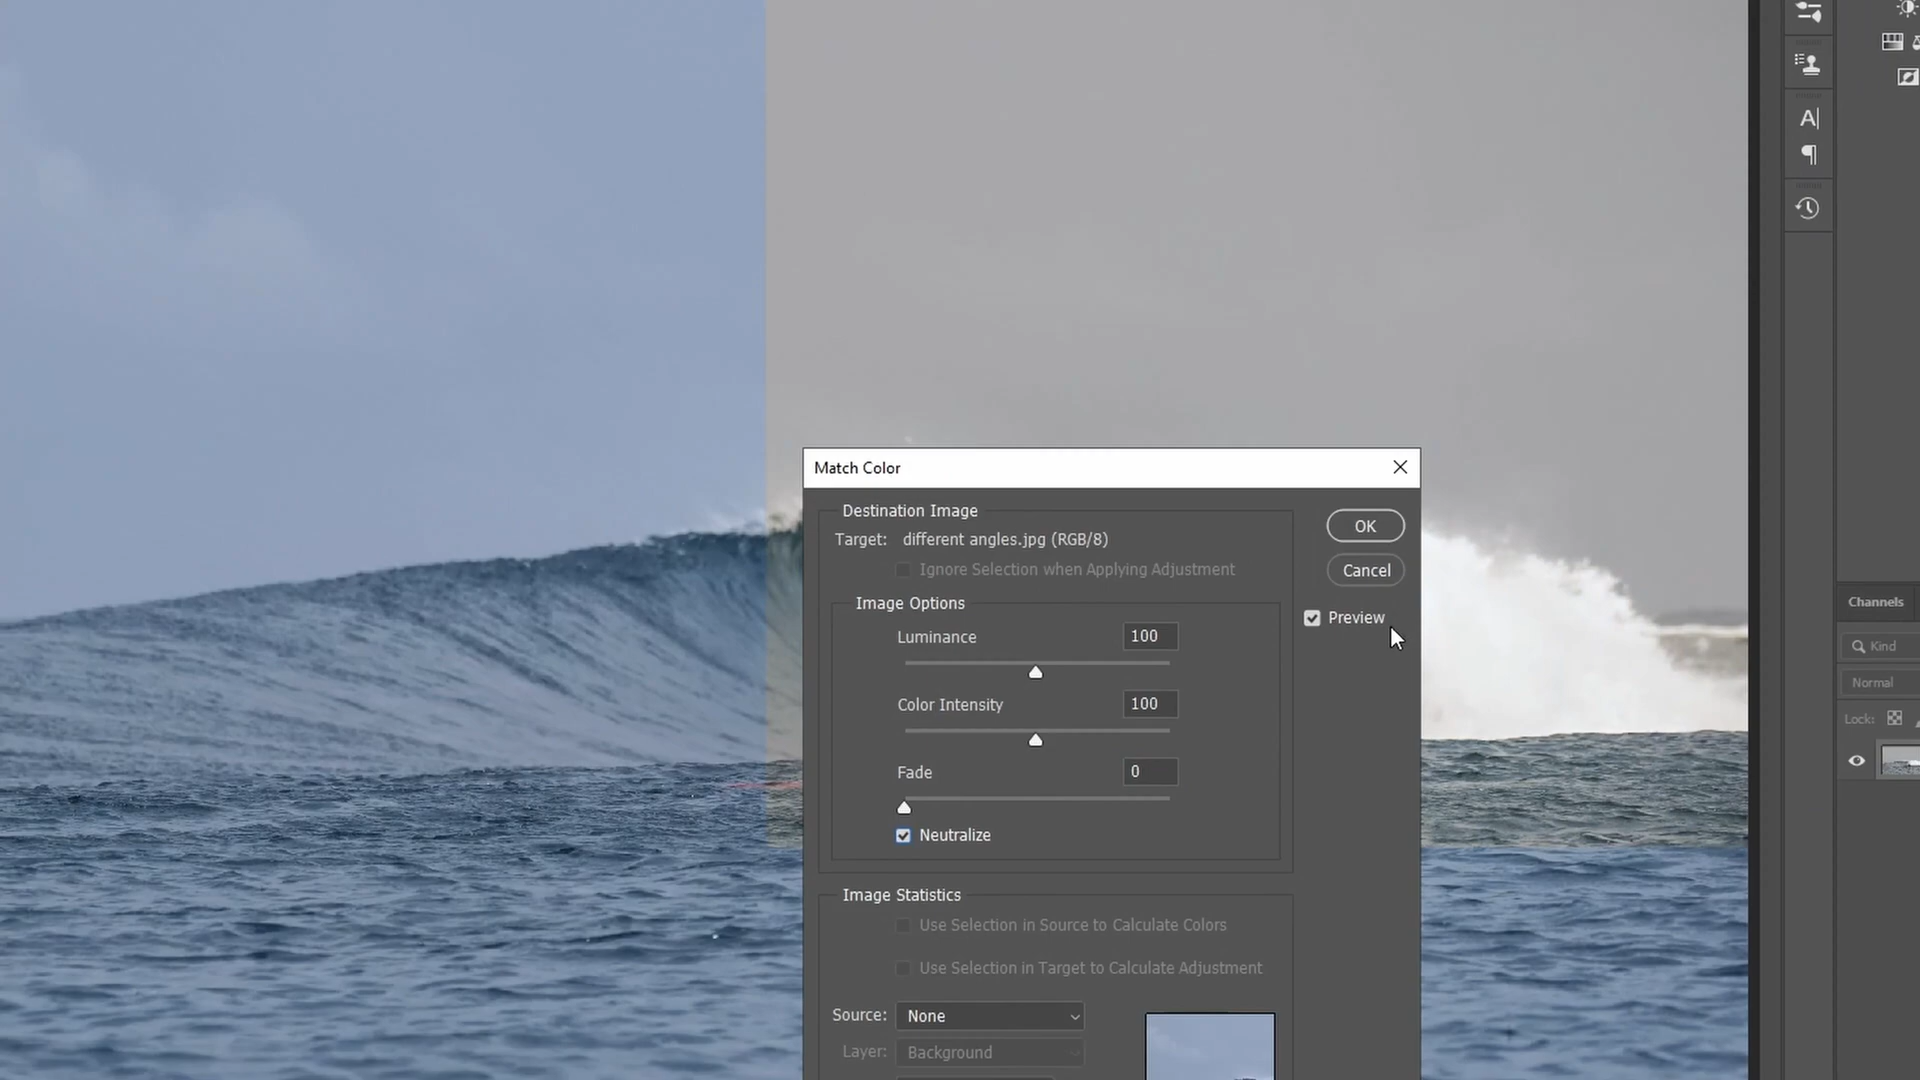 Match Color
Destination Image
Target: different angles.jpg (RGB/8)
Ignore Selection when Applying Adjustment
OK
Cancel
Preview
Image Options
Luminance 100
Color Intensity 100
Fade 0
Neutralize
Image Statistics
Use Selection in Source to Calculate Colors
Use Selection in Target to Calculate Adjustment
Source: None
Layer: Background
Channels
Kind
Normal
Lock: